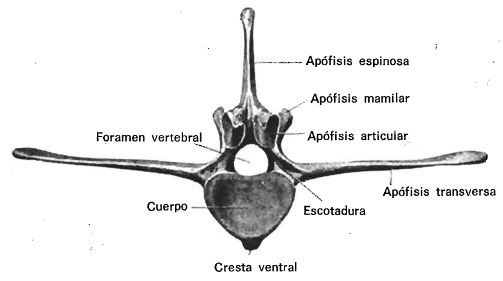 Apófisis espinosa
Apófisis mamilar
Foramen vertebral
Apófisis articular
Apófisis transversa
Cuerpo
Escotadura
Cresta ventral